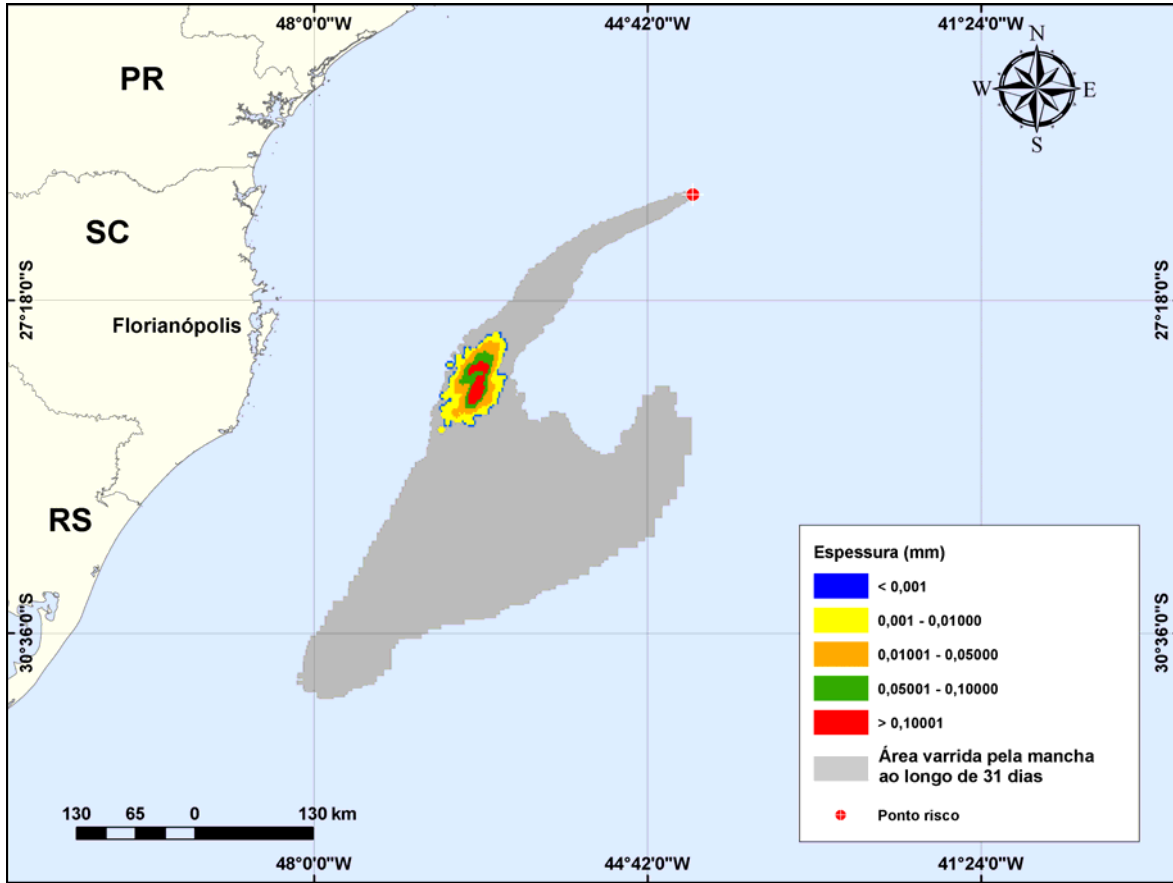 48°0'0"W
44°42'0"W
41°24'0"W
N
W
E
S
PR
SC
Florianópolis
RS
27°18'0"S
27°18'0"S
30°36'0"S
30°36'0"S
Espessura (mm)
< 0,001
0,001 - 0,01000
0,01001 - 0,05000
0,05001 - 0,10000
> 0,10001
Área varrida pela mancha
ao longo de 31 dias
Ponto risco
130 65 0 130 km
48°0'0"W
44°42'0"W
41°24'0"W